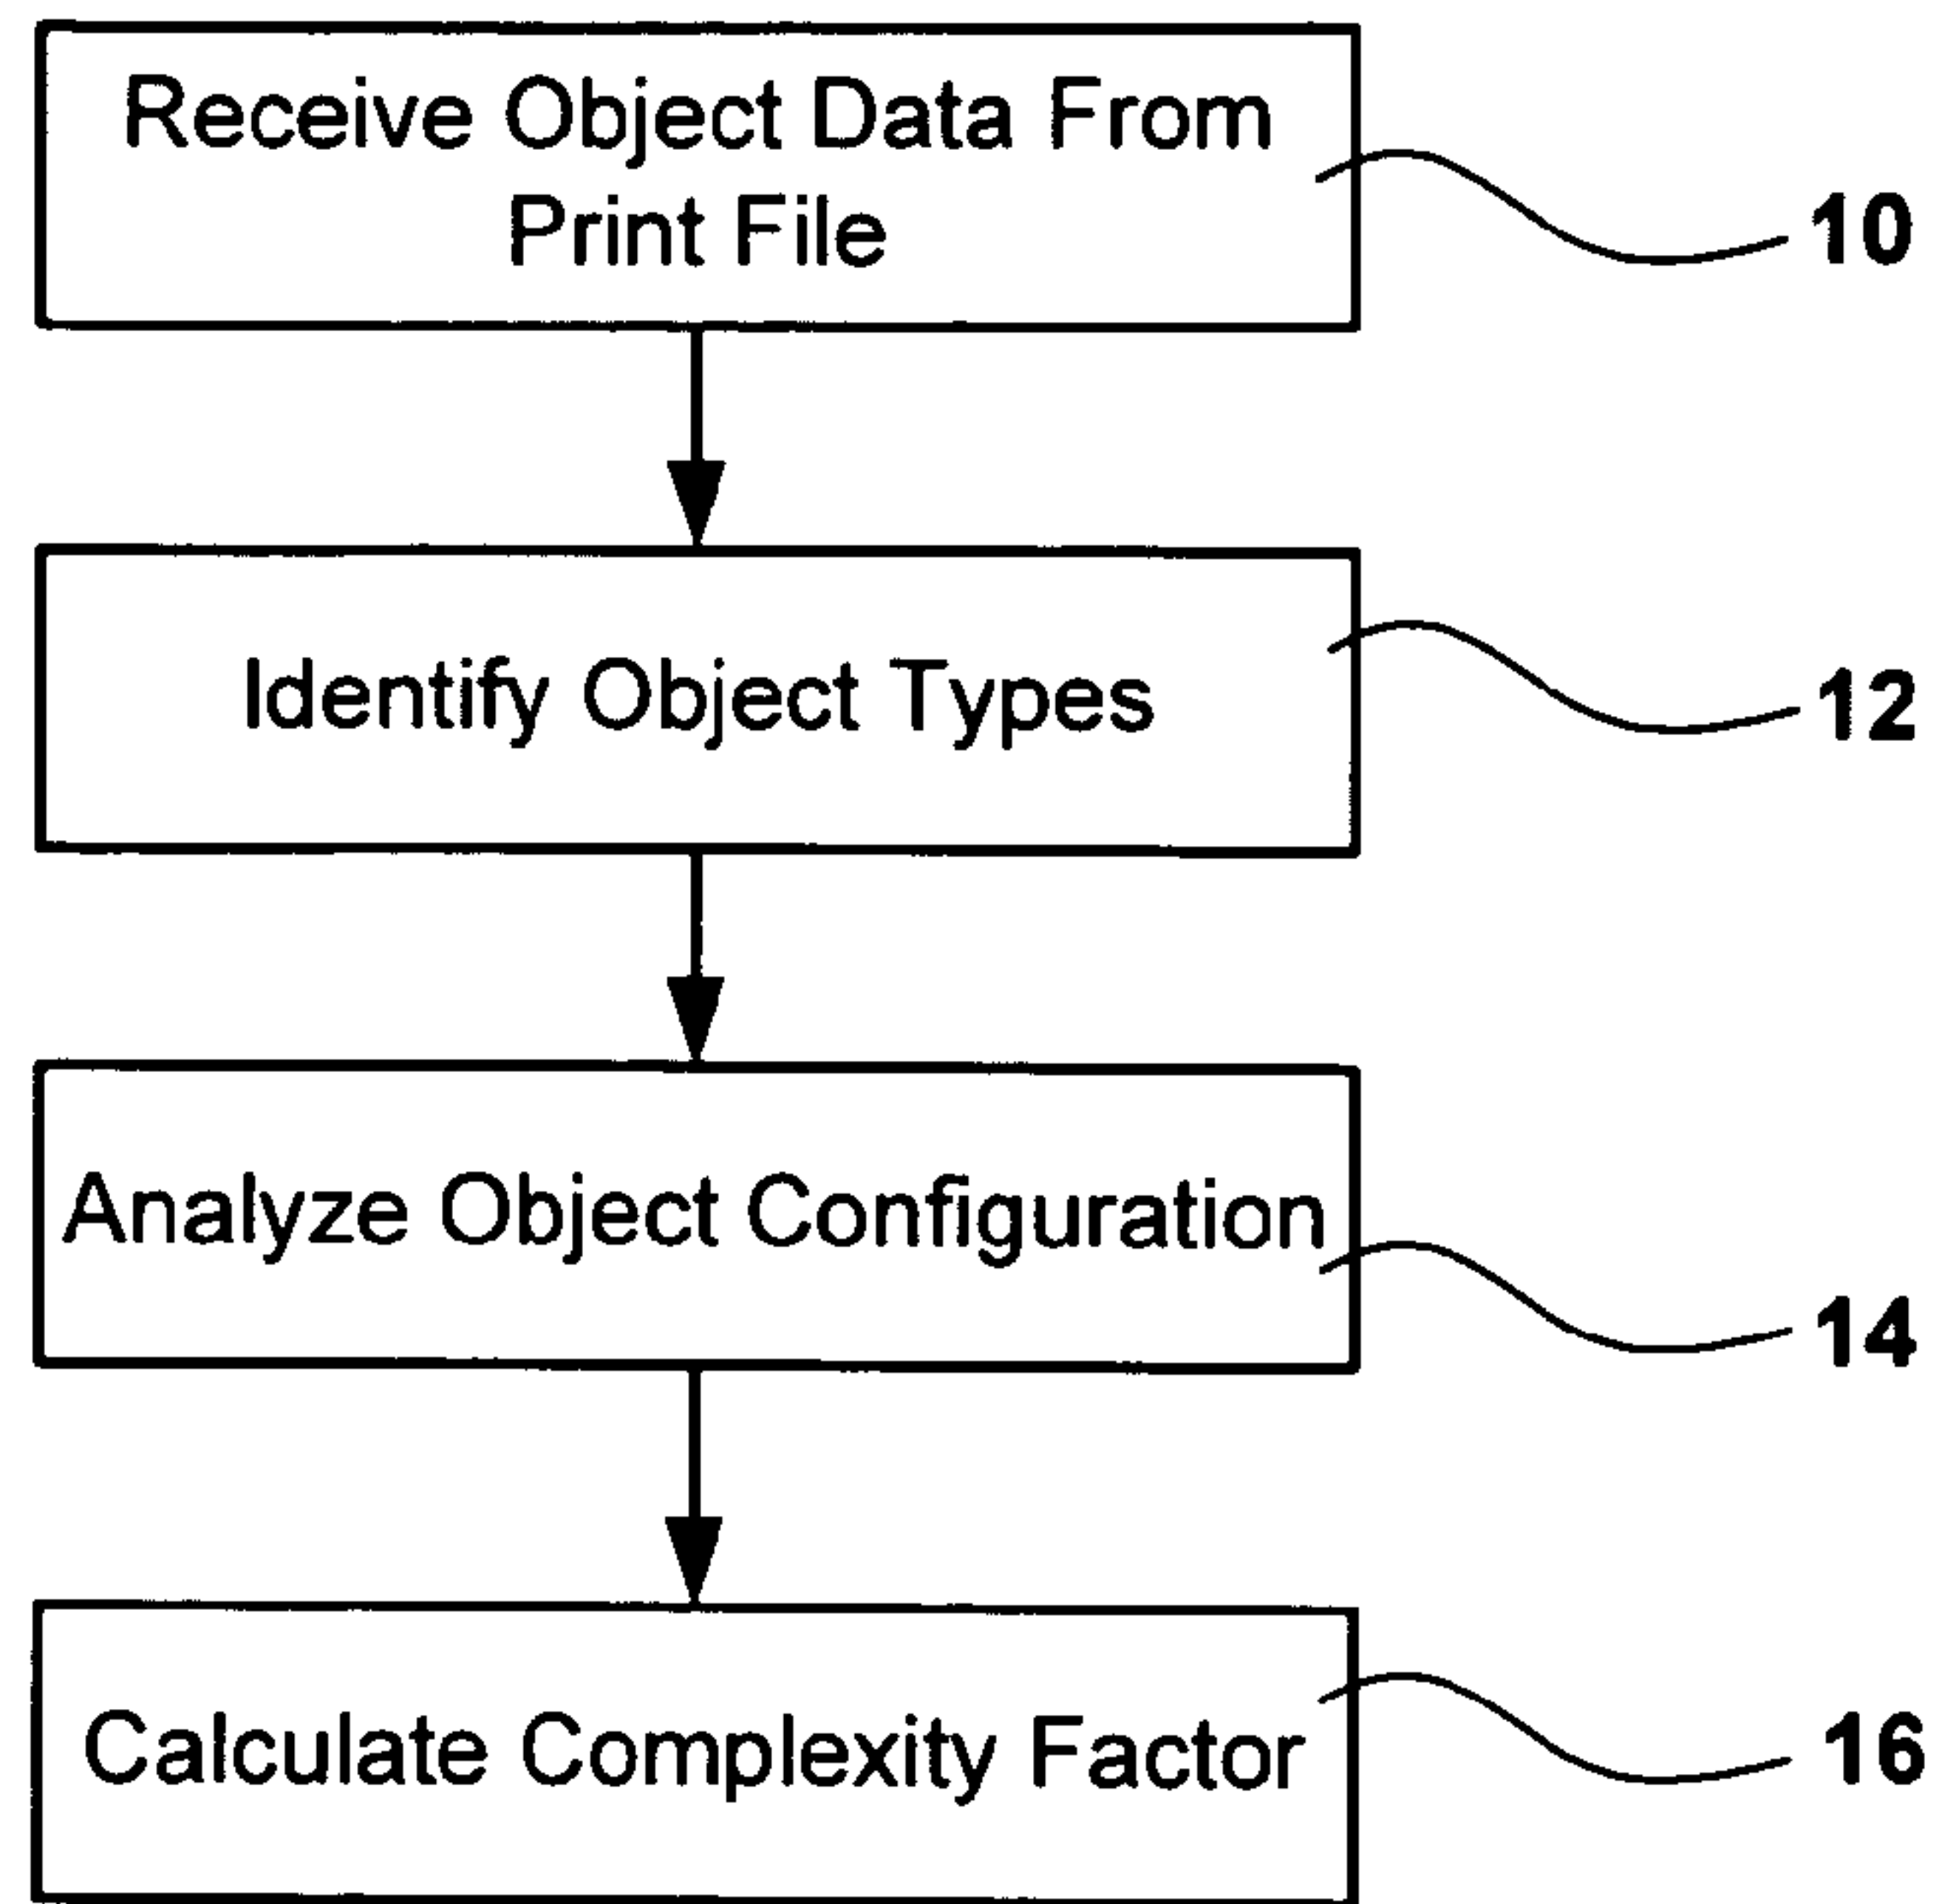 Receive Object Data From
Print File
10
Identify Object Types
12
Analyze Object Configuration
14
Calculate Complexity Factor
16